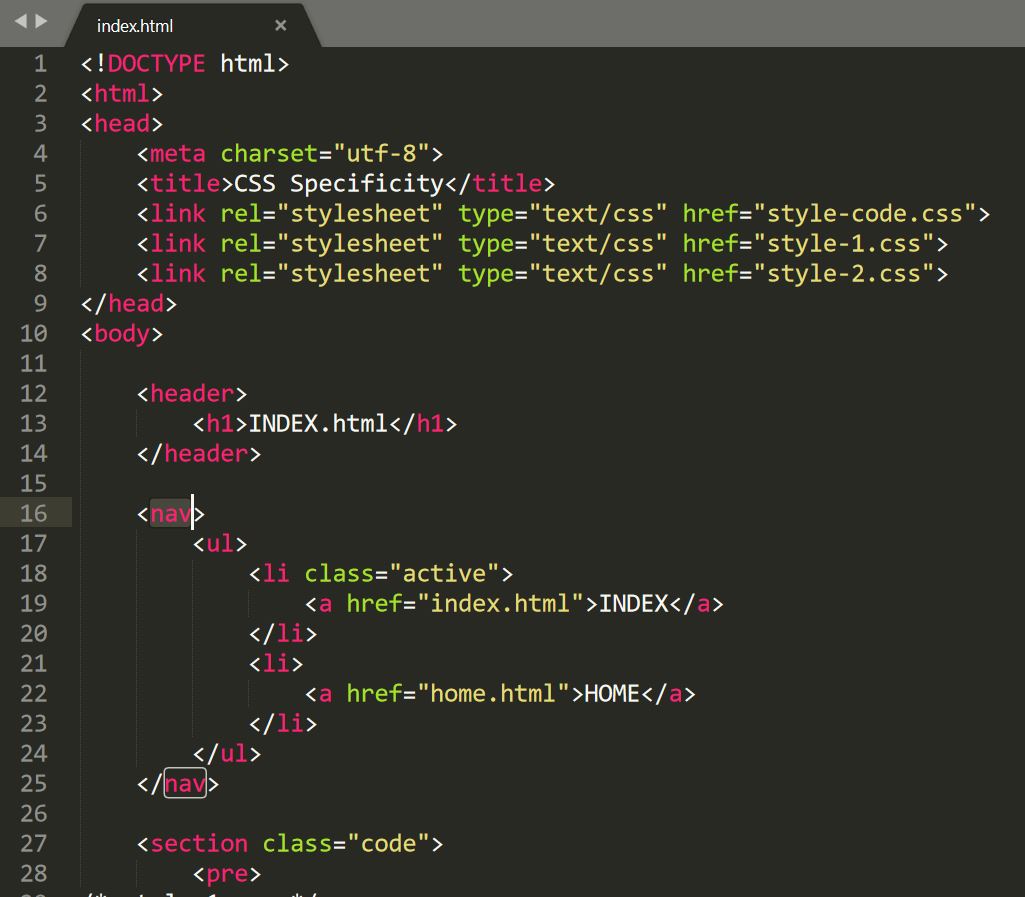 index.html ×
1 <!DOCTYPE html>
2 <html>
3 <head>
4     <meta charset="utf-8">
5     <title>CSS Specificity</title>
6     <link rel="stylesheet" type="text/css" href="style-code.css">
7     <link rel="stylesheet" type="text/css" href="style-1.css">
8     <link rel="stylesheet" type="text/css" href="style-2.css">
9 </head>
10 <body>
11
12     <header>
13         <h1>INDEX.html</h1>
14     </header>
15
16     <nav>
17         <ul>
18             <li class="active">
19                 <a href="index.html">INDEX</a>
20             </li>
21             <li>
22                 <a href="home.html">HOME</a>
23             </li>
24         </ul>
25     </nav>
26
27     <section class="code">
28         <pre>